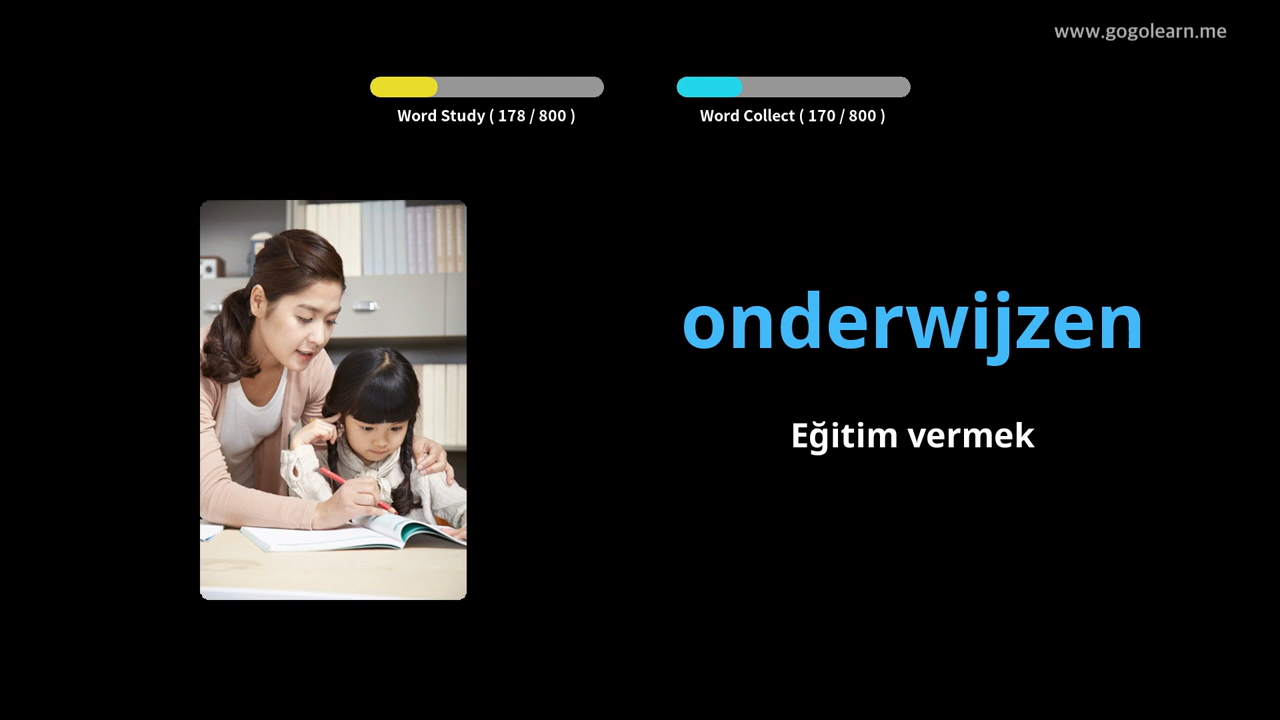 www.gogolearn.me
Word Study ( 178 / 800 )
Word Collect ( 170 / 800 )
onderwijzen
Eğitim vermek